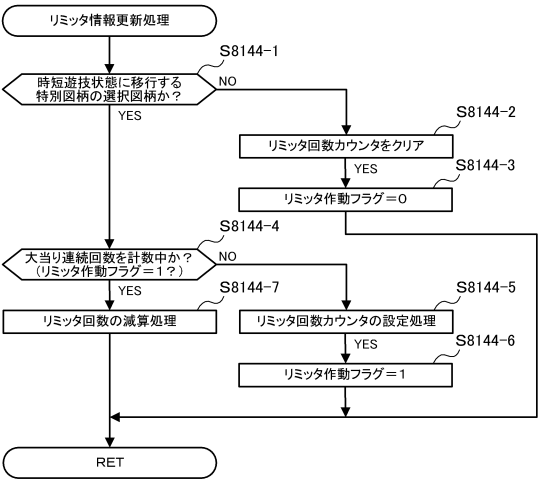 リミッタ情報更新処理
S8144-1
時短遊技状態に移行する
特別図柄の選択図柄か?
NO
YES
S8144-2
リミッタ回数カウンタをクリア
YES
S8144-3
リミッタ作動フラグ=0
S8144-4
大当り連続回数を計数中か?
(リミッタ作動フラグ=1?)
NO
YES
S8144-7
リミッタ回数の減算処理
S8144-5
リミッタ回数カウンタの設定処理
YES
S8144-6
リミッタ作動フラグ=1
RET